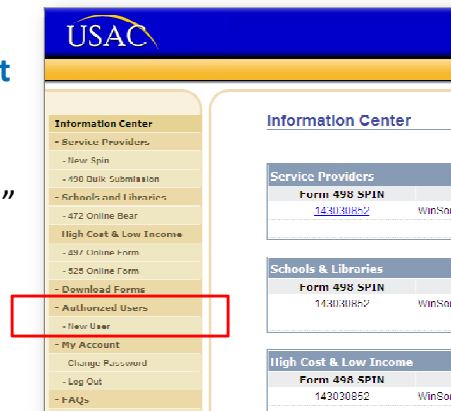 USAC
t
"
Information Center
- Service Providers
- New Spin
- 498 Bulk Submission
- Schools and Libraries
- 472 Online Bear
High Cost & Low Income
- 497 Online Form
- 525 Online Form
- Download Forms
- Authorized Users
- New User
- My Account
Change Password
- Log Out
- FAQs
Information Center
Service Providers
Form 498 SPIN
143030852 WinSo
Schools & Libraries
Form 498 SPIN
143030852 WinSo
High Cost & Low Income
Form 498 SPIN
143030852 WinSo